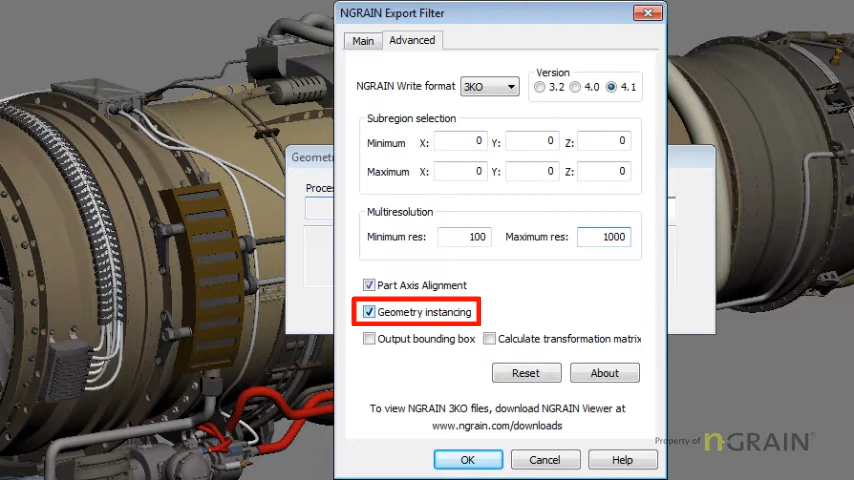 NGRAIN Export Filter
Main Advanced
NGRAIN Write format 3KO
Version
3.2 4.0 4.1
Subregion selection
Minimum X: 0 Y: 0 Z: 0
Maximum X: 0 Y: 0 Z: 0
Geometr
Proces
Multiresolution
Minimum res: 100 Maximum res: 1000
Part Axis Alignment
Geometry instancing
Output bounding box Calculate transformation matrix
Reset About
To view NGRAIN 3KO files, download NGRAIN Viewer at
www.ngrain.com/downloads
Property of nGRAIN
OK Cancel Help